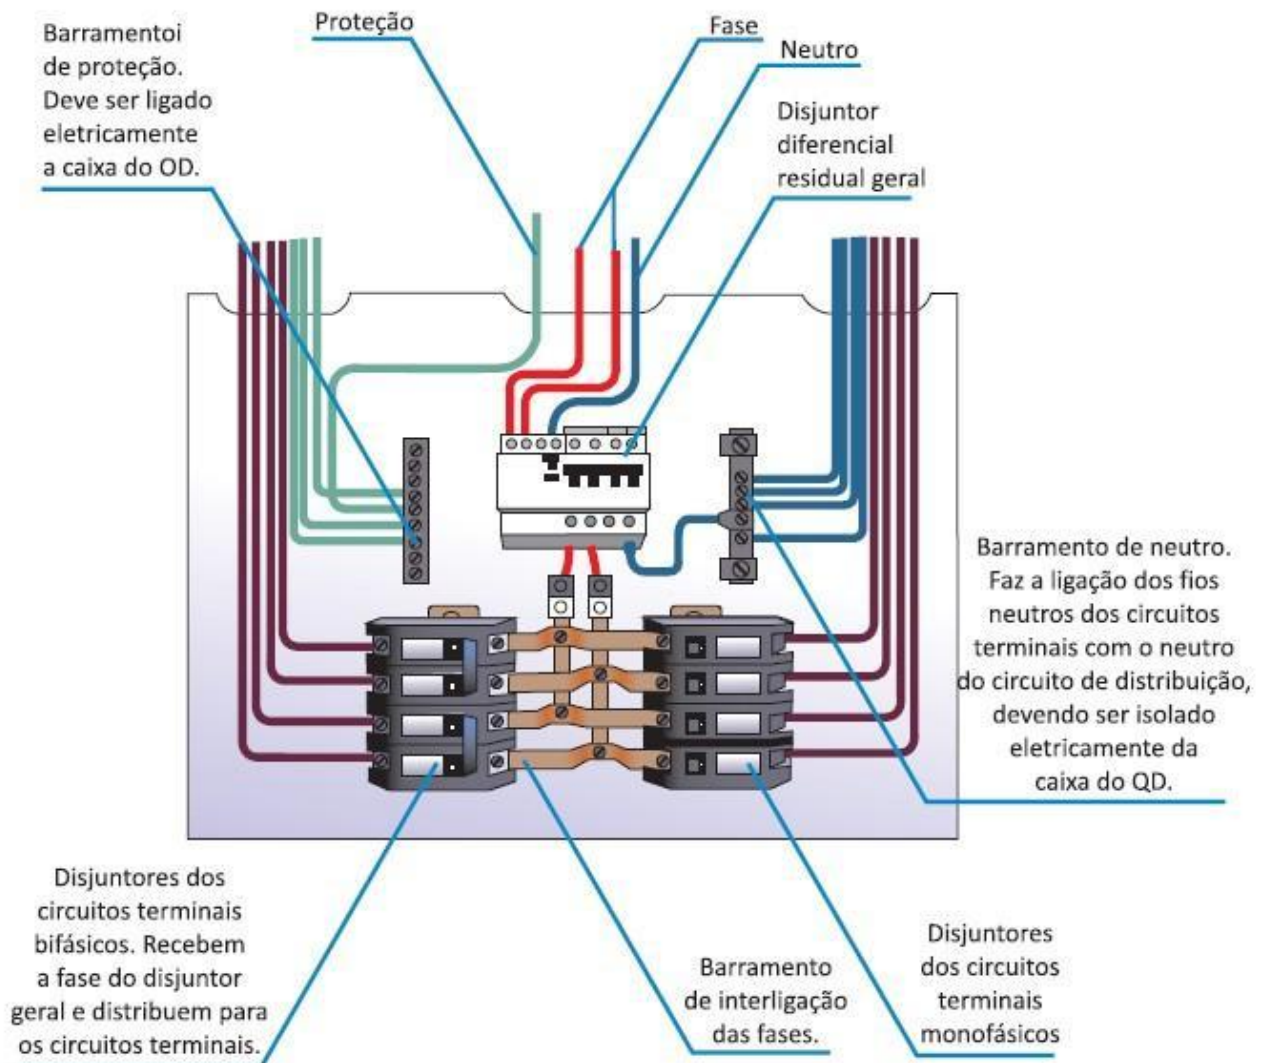 Barramentoi
de proteção.
Deve ser ligado
eletricamente
a caixa do OD.
Proteção
Fase
Neutro
Disjuntor
diferencial
residual geral
Barramento de neutro.
Faz a ligação dos fios
neutros dos circuitos
terminais com o neutro
do circuito de distribuição,
devendo ser isolado
eletricamente da
caixa do QD.
Disjuntores dos
circuitos terminais
bifásicos. Recebem
a fase do disjuntor
geral e distribuem para
os circuitos terminais.
Barramento
de interligação
das fases.
Disjuntores
dos circuitos
terminais
monofásicos